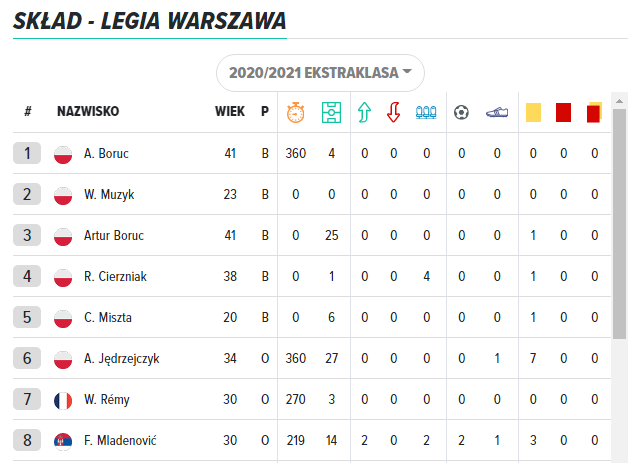 SKŁAD - LEGIA WARSZAWA
2020/2021 EKSTRAKLASA
# NAZWISKO WIEK P
1 A. Boruc 41 B 360 4 0 0 0 0 0 0 0 0
2 W. Muzyk 23 B 0 0 0 0 0 0 0 0 0 0
3 Artur Boruc 41 B 0 25 0 0 0 0 0 1 0 0
4 R. Cierzniak 38 B 0 1 0 0 4 0 0 1 0 0
5 C. Miszta 20 B 0 6 0 0 0 0 0 1 0 0
6 A. Jędrzejczyk 34 O 360 27 0 0 0 0 1 7 0 0
7 W. Rémy 30 O 270 3 0 0 0 0 0 0 0 0
8 F. Mladenović 30 O 219 14 2 0 2 2 1 3 0 0